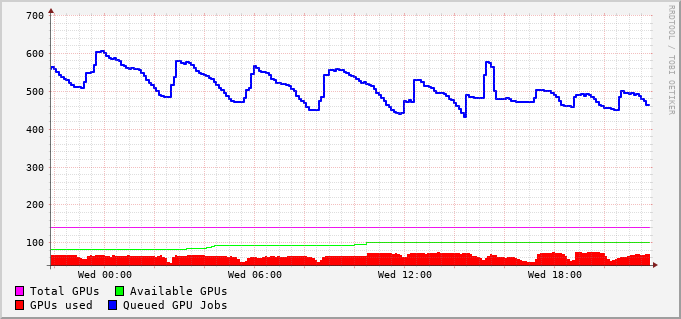 700
600
500
400
300
200
100
Wed 00:00 Wed 06:00 Wed 12:00 Wed 18:00
Total GPUs Available GPUs
GPUs used Queued GPU Jobs
RRDTOOL / TOBI OETIKER